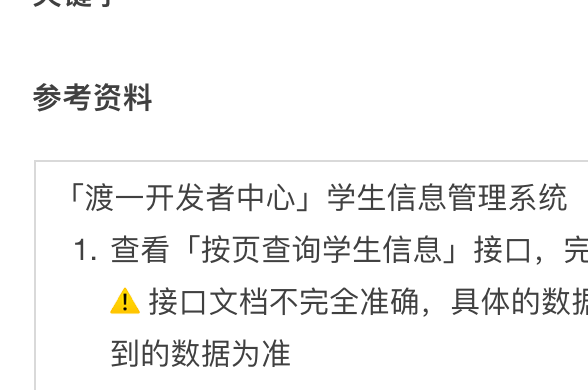 参考资料
「渡一开发者中心」学生信息管理系统
1. 查看「按页查询学生信息」接口，完
⚠️ 接口文档不完全准确，具体的数据
到的数据为准